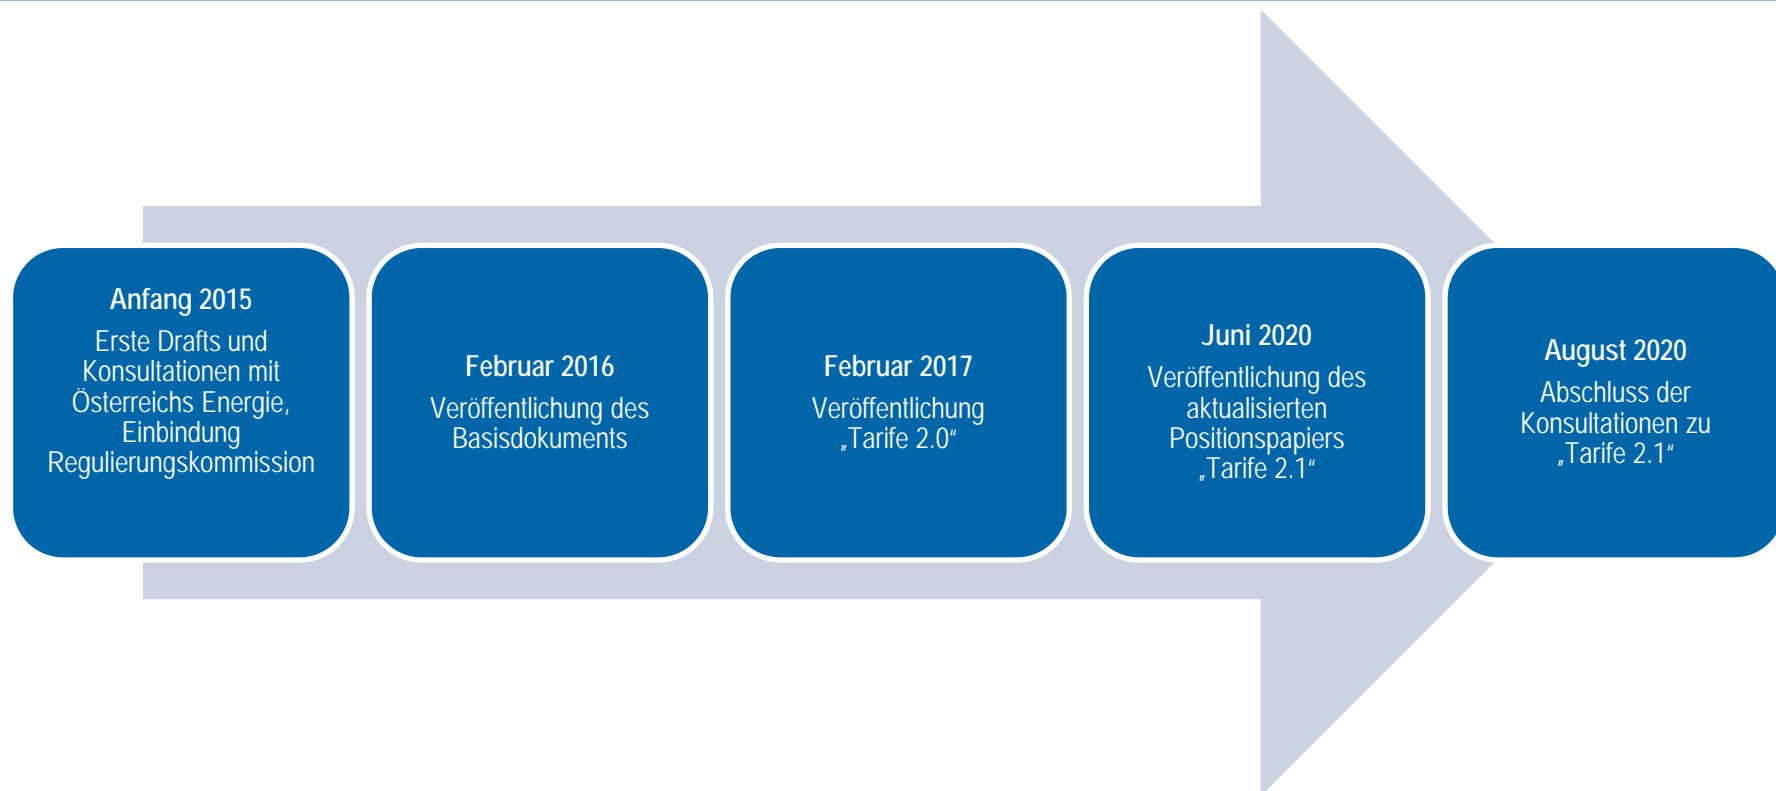 Anfang 2015
Erste Drafts und
Konsultationen mit
Österreichs Energie,
Einbindung
Regulierungskommission
Februar 2016
Veröffentlichung des
Basisdokuments
Februar 2017
Veröffentlichung
„Tarife 2.0“
Juni 2020
Veröffentlichung des
aktualisierten
Positionspapiers
„Tarife 2.1“
August 2020
Abschluss der
Konsultationen zu
„Tarife 2.1“